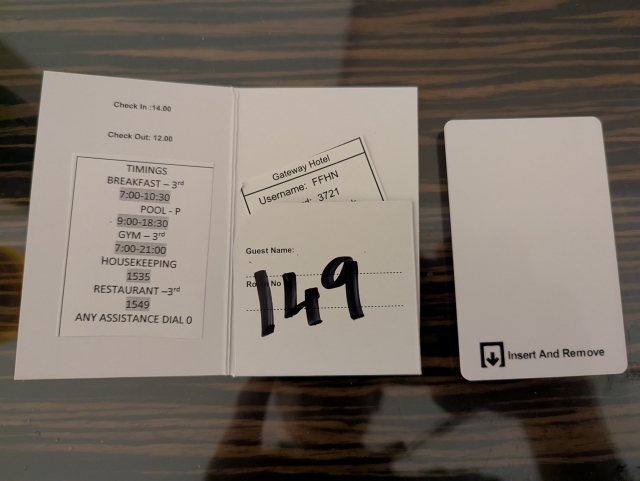 Check In :14.00
Check Out: 12.00
TIMINGS
BREAKFAST – 3rd
7:00-10:30
POOL - P
9:00-18:30
GYM – 3rd
7:00-21:00
HOUSEKEEPING
1535
RESTAURANT –3rd
1549
ANY ASSISTANCE DIAL 0
Gateway Hotel
Username: FFHN
3721
Guest Name:
No
149
Insert And Remove